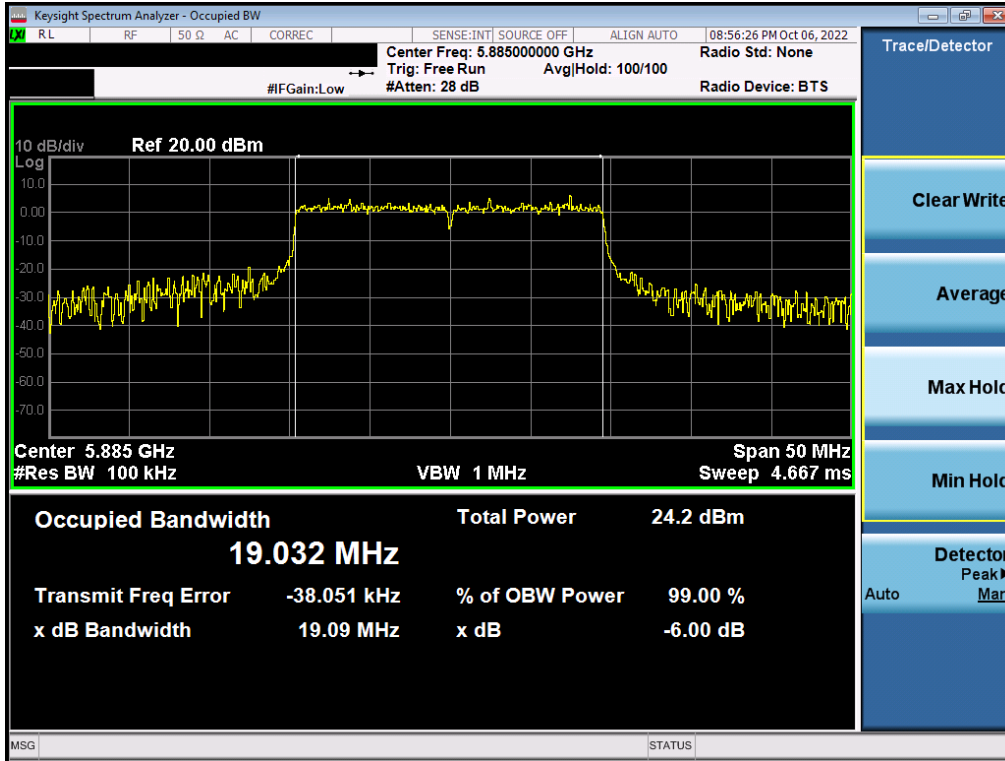 Keysight Spectrum Analyzer - Occupied BW
LXI RL RF 50 Ω AC CORREC SENSE:INT SOURCE OFF ALIGN AUTO 08:56:26 PM Oct 06, 2022
Center Freq: 5.885000000 GHz Radio Std: None
Trig: Free Run Avg|Hold: 100/100
#IFGain:Low #Atten: 28 dB Radio Device: BTS
10 dB/div Ref 20.00 dBm
Log
10.0
0.00
-10.0
-20.0
-30.0
-40.0
-50.0
-60.0
-70.0
Center 5.885 GHz Span 50 MHz
#Res BW 100 kHz VBW 1 MHz Sweep 4.667 ms
Occupied Bandwidth Total Power 24.2 dBm
19.032 MHz
Transmit Freq Error -38.051 kHz % of OBW Power 99.00 %
x dB Bandwidth 19.09 MHz x dB -6.00 dB
MSG STATUS
Trace/Detector
Clear Write
Average
Max Hold
Min Hold
Detector
Peak
Auto Man